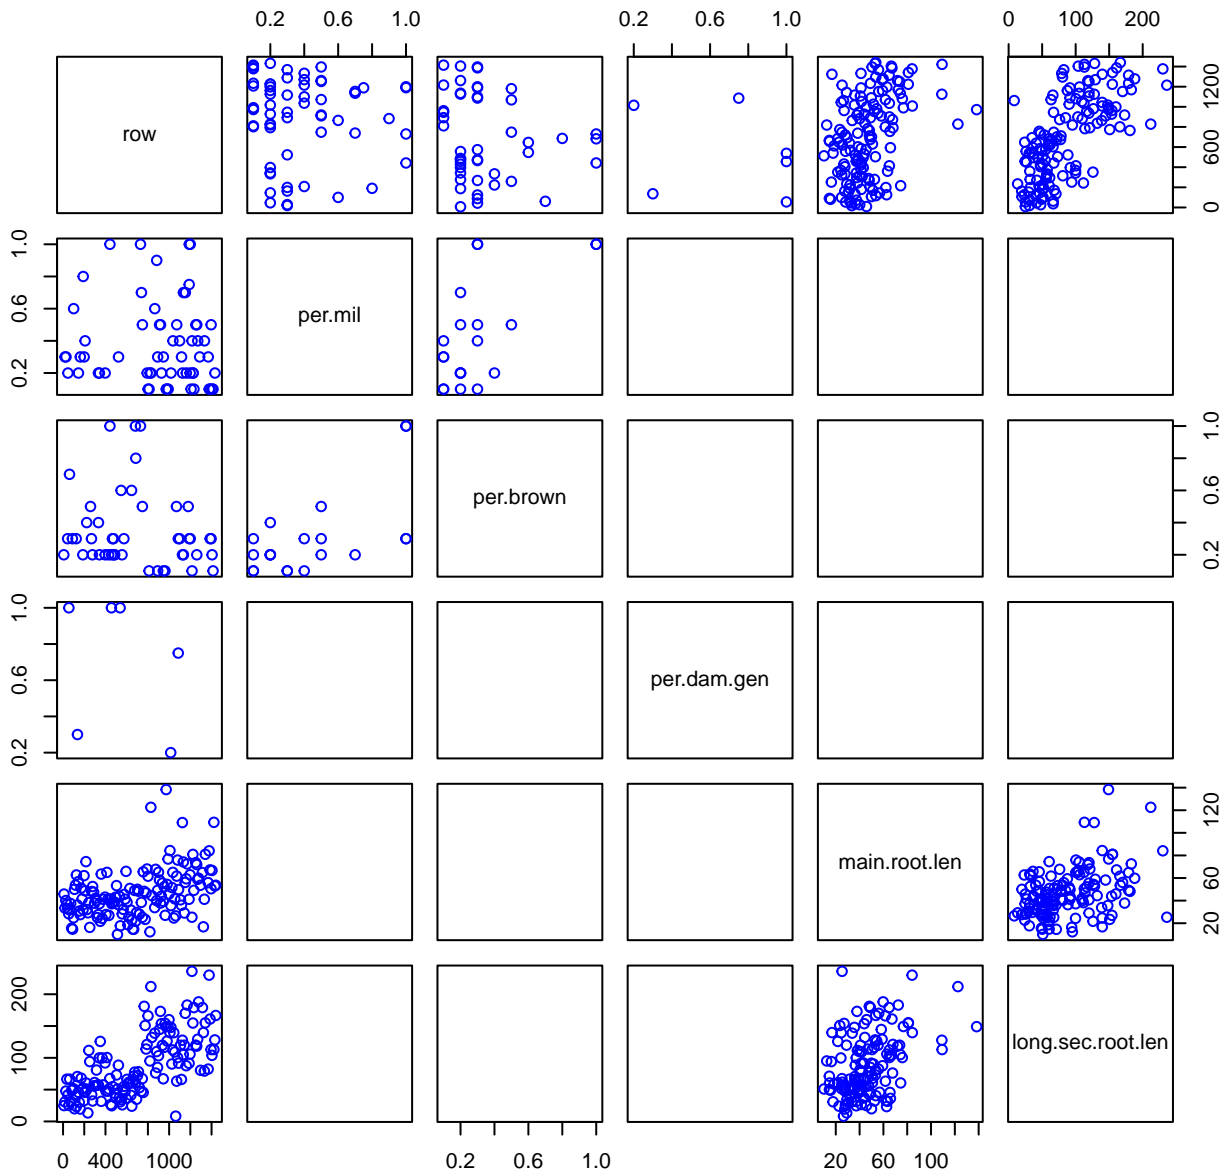 0.2 0.6 1.0 0.2 0.6 1.0 0 100 200
row 0 600 1200
0.2 0.6 1.0 per.mil
per.brown 0.2 0.6 1.0
0.2 0.6 1.0 per.dam.gen
main.root.len 20 60 120
0 100 200 long.sec.root.len
0 400 1000 0.2 0.6 1.0 20 60 100